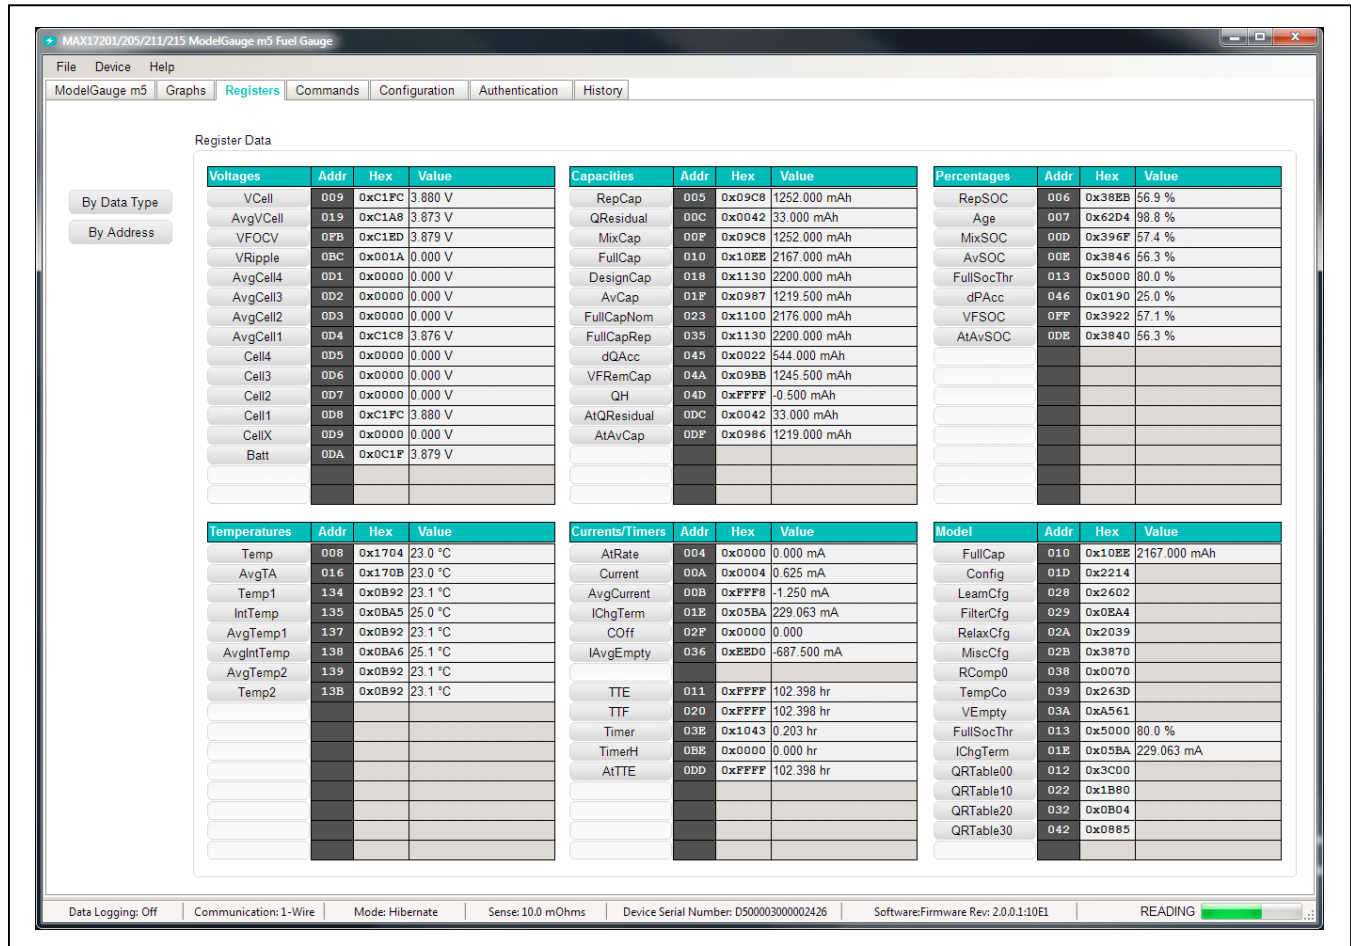 MAX17201/205/211/215 ModelGauge m5 Fuel Gauge
File Device Help
ModelGauge m5 Graphs Registers Commands Configuration Authentication History
Register Data
By Data Type
By Address
Voltages Addr Hex Value
VCell 009 0xC1FC 3.880 V
AvgVCell 019 0xC1A8 3.873 V
VFOCV 0FB 0xC1ED 3.879 V
VRipple 0BC 0x001A 0.000 V
AvgCell4 0D1 0x0000 0.000 V
AvgCell3 0D2 0x0000 0.000 V
AvgCell2 0D3 0x0000 0.000 V
AvgCell1 0D4 0xC1C8 3.876 V
Cell4 0D5 0x0000 0.000 V
Cell3 0D6 0x0000 0.000 V
Cell2 0D7 0x0000 0.000 V
Cell1 0D8 0xC1FC 3.880 V
CellX 0D9 0x0000 0.000 V
Batt 0DA 0x0C1F 3.879 V
Capacities Addr Hex Value
RepCap 005 0x09C8 1252.000 mAh
QResidual 00C 0x0042 33.000 mAh
MixCap 00F 0x09C8 1252.000 mAh
FullCap 010 0x10EE 2167.000 mAh
DesignCap 018 0x1130 2200.000 mAh
AvCap 01F 0x0987 1219.500 mAh
FullCapNom 023 0x1100 2176.000 mAh
FullCapRep 035 0x1130 2200.000 mAh
dQAcc 045 0x0022 544.000 mAh
VFRemCap 04A 0x09BB 1245.500 mAh
QH 04D 0xFFFF -0.500 mAh
AtQResidual 0DC 0x0042 33.000 mAh
AtAvCap 0DF 0x0986 1219.000 mAh
Percentages Addr Hex Value
RepSOC 006 0x38EB 56.9 %
Age 007 0x62D4 98.8 %
MixSOC 00D 0x396F 57.4 %
AvSOC 00E 0x3846 56.3 %
FullSocThr 013 0x5000 80.0 %
dPAcc 046 0x0190 25.0 %
VFSOC 0FF 0x3922 57.1 %
AtAvSOC 0DE 0x3840 56.3 %
Temperatures Addr Hex Value
Temp 008 0x1704 23.0 °C
AvgTA 016 0x170B 23.0 °C
Temp1 134 0x0B92 23.1 °C
IntTemp 135 0x0BA5 25.0 °C
AvgTemp1 137 0x0B92 23.1 °C
AvgIntTemp 138 0x0BA6 25.1 °C
AvgTemp2 139 0x0B92 23.1 °C
Temp2 13B 0x0B92 23.1 °C
Currents/Timers Addr Hex Value
AtRate 004 0x0000 0.000 mA
Current 00A 0x0004 0.625 mA
AvgCurrent 00B 0xFFF8 -1.250 mA
IChgTerm 01E 0x05BA 229.063 mA
COff 02F 0x0000 0.000
IAvgEmpty 036 0xEED0 -687.500 mA
TTE 011 0xFFFF 102.398 hr
TTF 020 0xFFFF 102.398 hr
Timer 03E 0x1043 0.203 hr
TimerH 0BE 0x0000 0.000 hr
AtTTE 0DD 0xFFFF 102.398 hr
Model Addr Hex Value
FullCap 010 0x10EE 2167.000 mAh
Config 01D 0x2214
LearnCfg 028 0x2602
FilterCfg 029 0x0EA4
RelaxCfg 02A 0x2039
MiscCfg 02B 0x3870
RComp0 038 0x0070
TempCo 039 0x263D
VEmpty 03A 0xA561
FullSocThr 013 0x5000 80.0 %
IChgTerm 01E 0x05BA 229.063 mA
QRTable00 012 0x3C00
QRTable10 022 0x1B80
QRTable20 032 0x0B04
QRTable30 042 0x0885
Data Logging: Off Communication: 1-Wire Mode: Hibernate Sense: 10.0 mOhms Device Serial Number: D500003000002426 Software:Firmware Rev: 2.0.0.1:10E1 READING